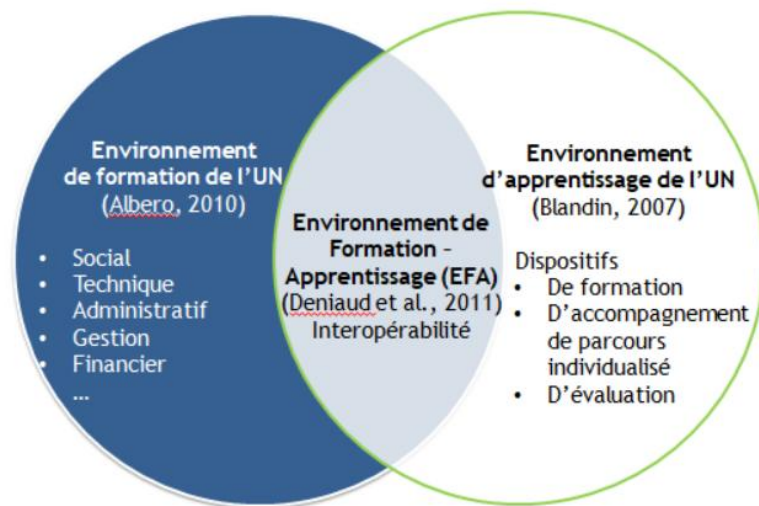 Environnement
de formation de l'UN
(Albero, 2010)
• Social
• Technique
• Administratif
• Gestion
• Financier
...
Environnement de
Formation –
Apprentissage (EFA)
(Deniaud et al., 2011)
Interopérabilité
Environnement
d'apprentissage de l'UN
(Blandin, 2007)
Dispositifs
• De formation
• D'accompagnement
de parcours
individualisé
• D'évaluation